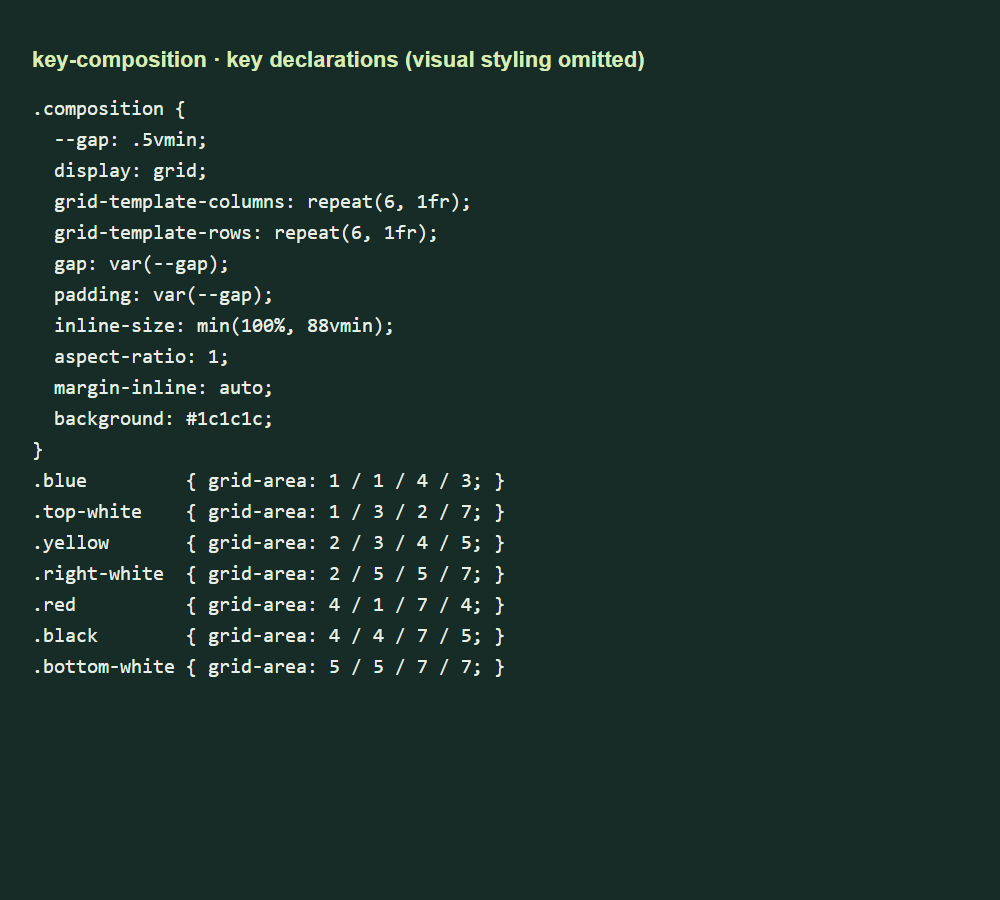 key-composition · key declarations (visual styling omitted)
.composition {
  --gap: .5vmin;
  display: grid;
  grid-template-columns: repeat(6, 1fr);
  grid-template-rows: repeat(6, 1fr);
  gap: var(--gap);
  padding: var(--gap);
  inline-size: min(100%, 88vmin);
  aspect-ratio: 1;
  margin-inline: auto;
  background: #1c1c1c;
}
.blue         { grid-area: 1 / 1 / 4 / 3; }
.top-white    { grid-area: 1 / 3 / 2 / 7; }
.yellow       { grid-area: 2 / 3 / 4 / 5; }
.right-white  { grid-area: 2 / 5 / 5 / 7; }
.red          { grid-area: 4 / 1 / 7 / 4; }
.black        { grid-area: 4 / 4 / 7 / 5; }
.bottom-white { grid-area: 5 / 5 / 7 / 7; }